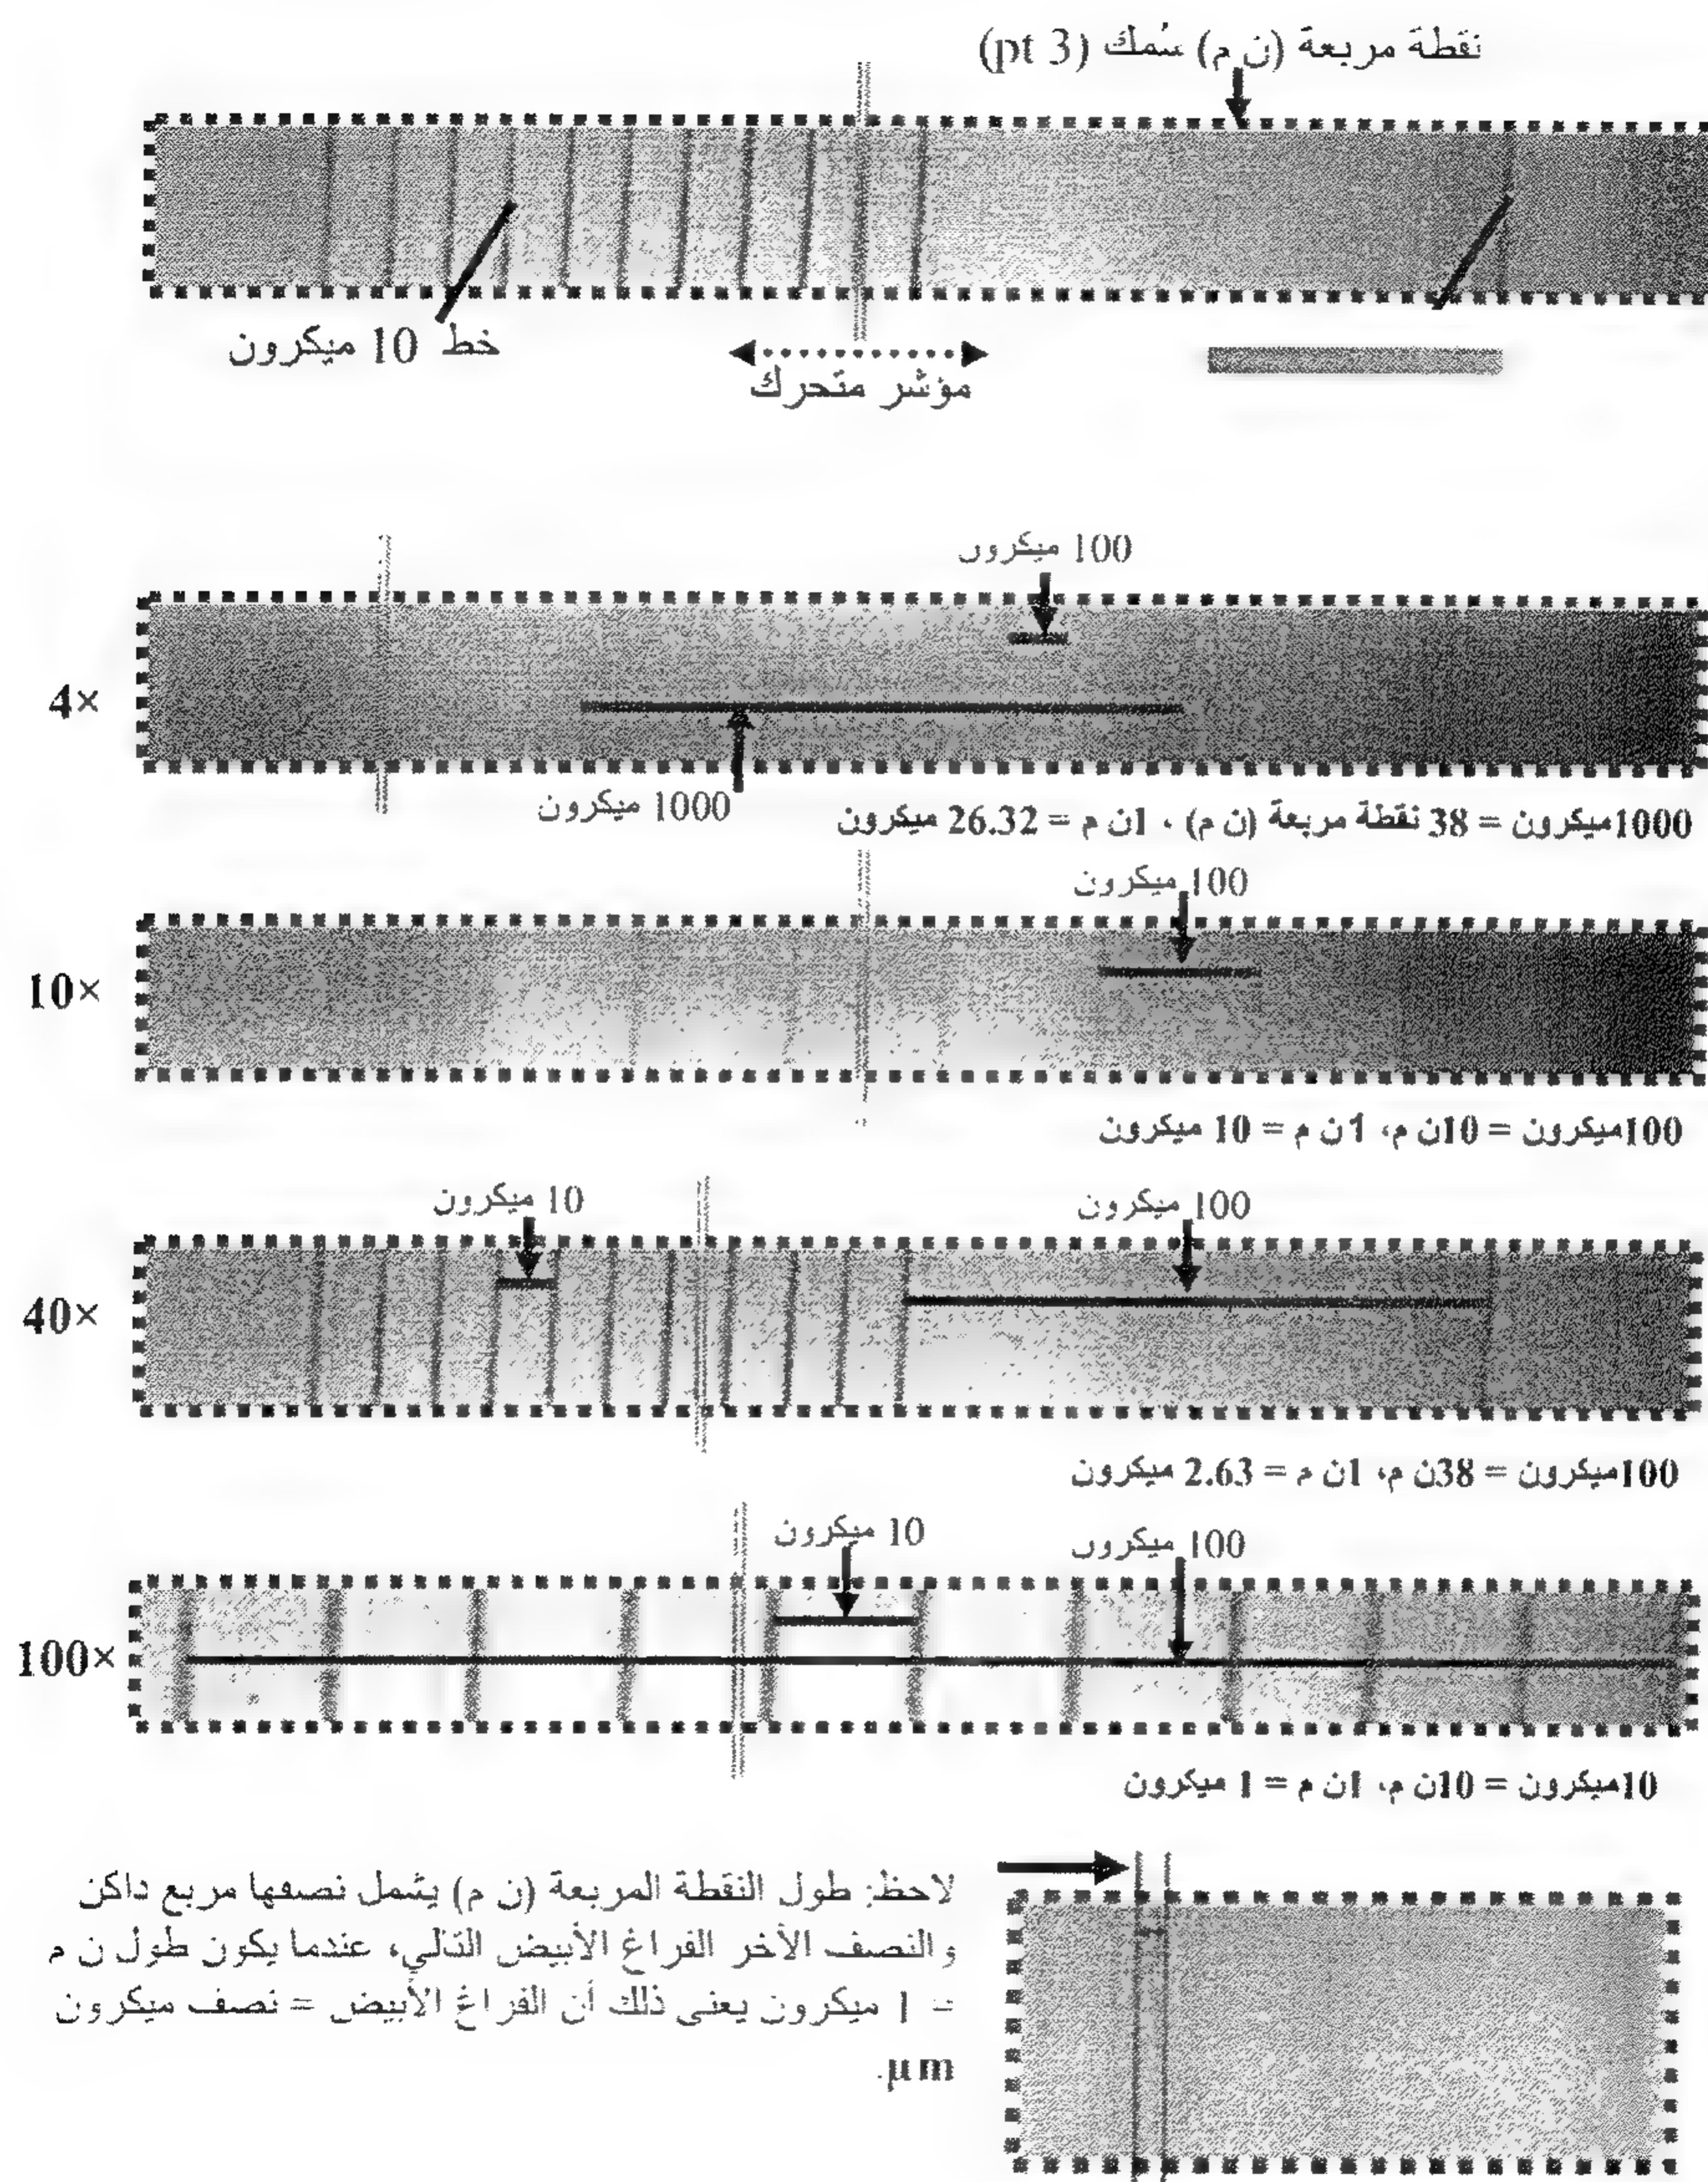 نقطة مربعة (ن م) سُمك (3 pt)
خط 10 ميكرون
مؤشر متحرك
100 ميكرون
4×
1000 ميكرون
1000ميكرون = 38 نقطة مربعة (ن م) ، 1ن م = 26.32 ميكرون
100 ميكرون
10×
100ميكرون = 10ن م، 1ن م = 10 ميكرون
10 ميكرون
100 ميكرون
40×
100ميكرون = 38ن م، 1ن م = 2.63 ميكرون
10 ميكرون
100 ميكرون
100×
10ميكرون = 10ن م، 1ن م = 1 ميكرون
لاحظ: طول النقطة المربعة (ن م) يشمل نصفها مربع داكن
والنصف الأخر الفراغ الأبيض التالي، عندما يكون طول ن م
= 1 ميكرون يعنى ذلك أن الفراغ الأبيض = نصف ميكرون
μm.